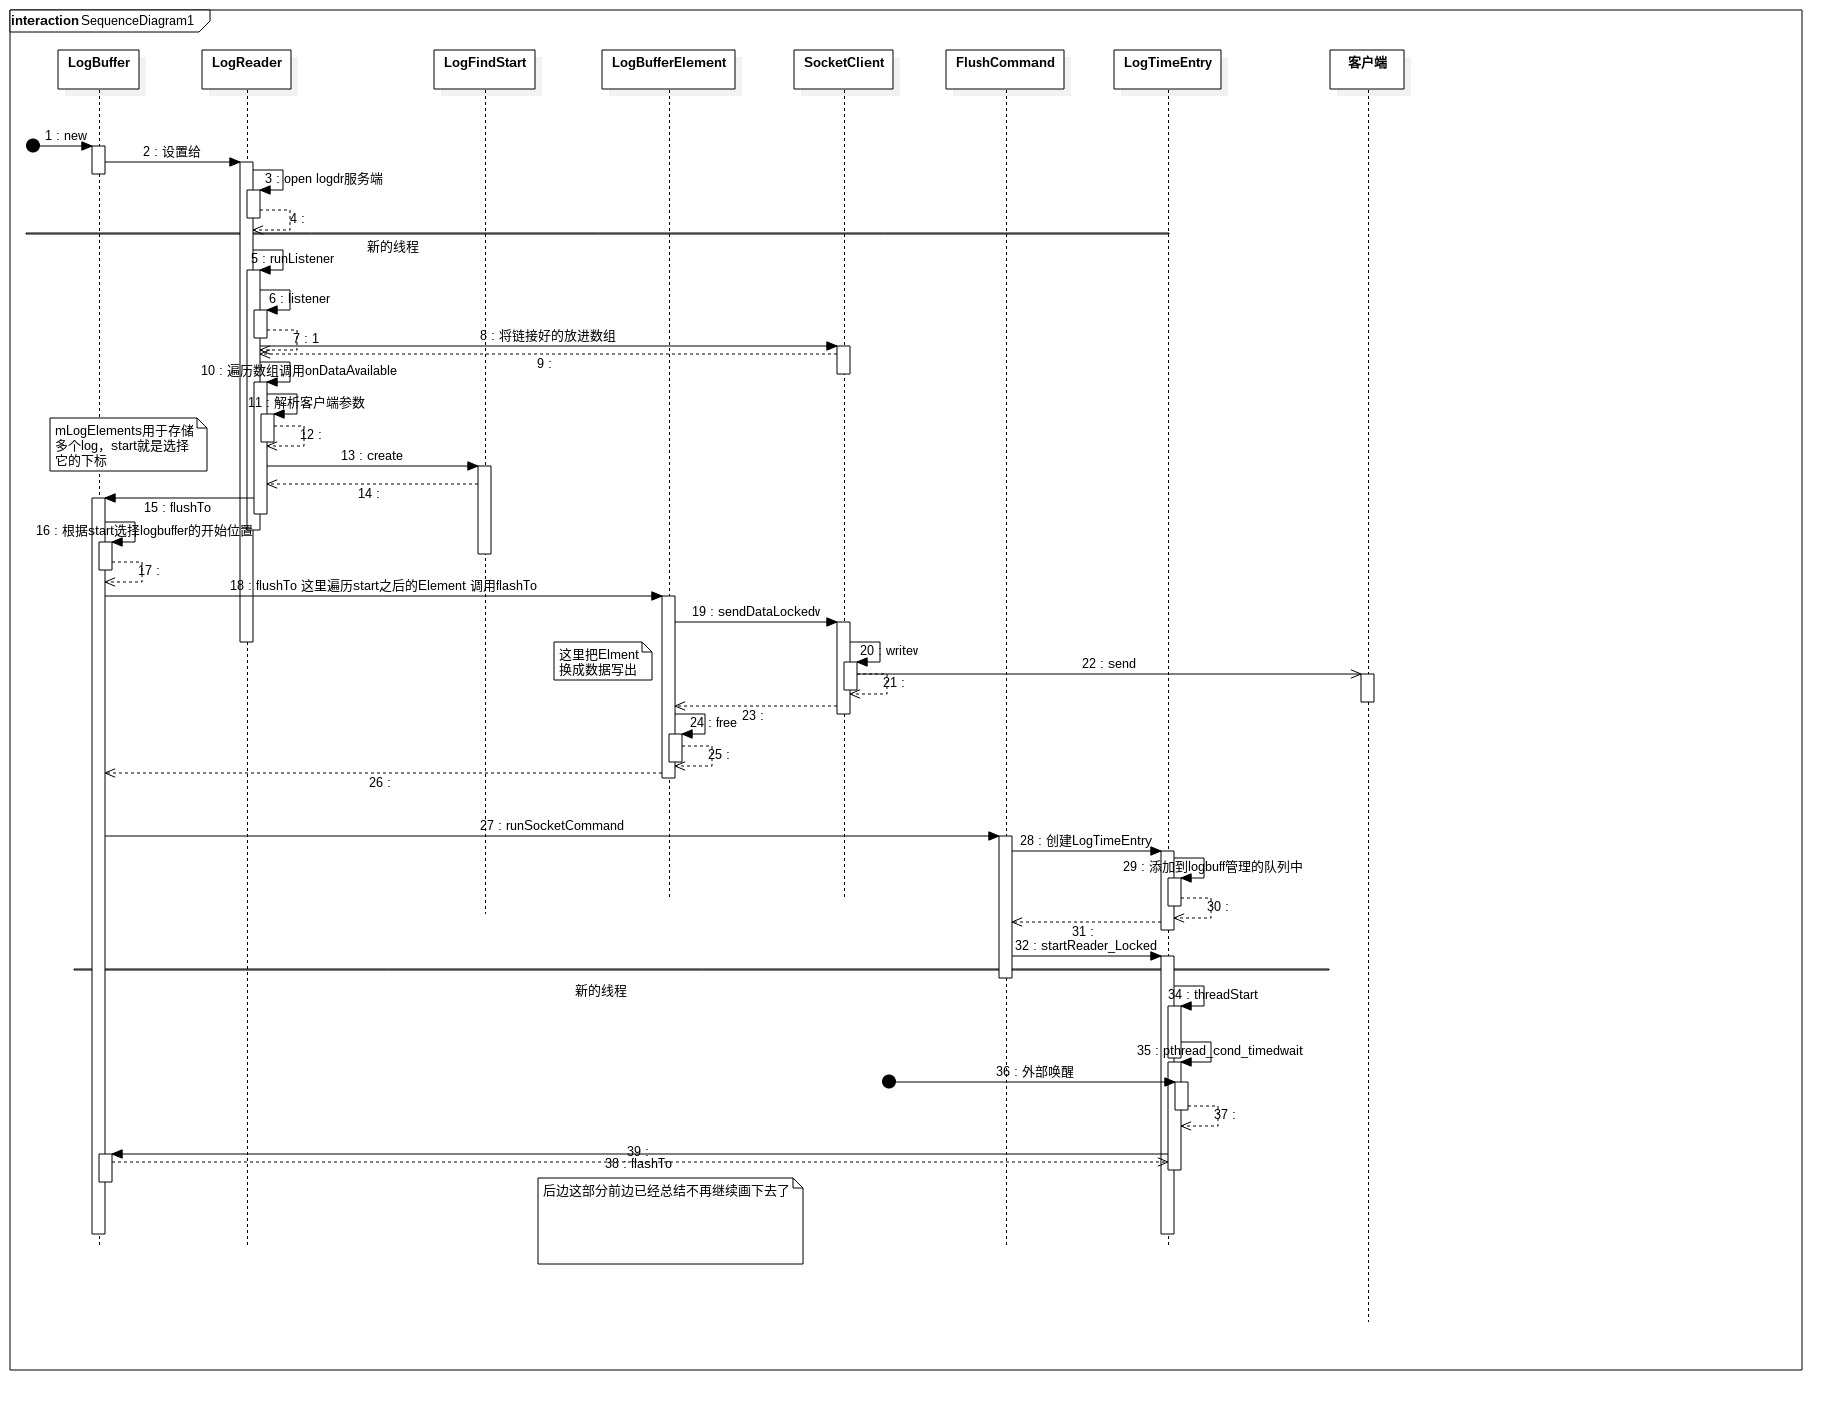 interaction SequenceDiagram1
LogBuffer
LogReader
LogFindStart
LogBufferElement
SocketClient
FlushCommand
LogTimeEntry
客户端
1 : new
2 : 设置给
3 : open logdr服务端
4 :
新的线程
5 : runListener
6 : listener
7 : 1
8 : 将链接好的放进数组
9 :
10 : 遍历数组调用onDataAvailable
11 : 解析客户端参数
mLogElements用于存储
多个log，start就是选择
它的下标
12 :
13 : create
14 :
15 : flushTo
16 : 根据start选择logbuffer的开始位置
17 :
18 : flushTo 这里遍历start之后的Element 调用flashTo
19 : sendDataLockedv
这里把Elment
换成数据写出
20 : writev
22 : send
21 :
23 :
24 : free
25 :
26 :
27 : runSocketCommand
28 : 创建LogTimeEntry
29 : 添加到logbuff管理的队列中
30 :
31 :
32 : startReader_Locked
新的线程
34 : threadStart
35 : pthread_cond_timedwait
36 : 外部唤醒
37 :
39 :
38 : flashTo
后边这部分前边已经总结不再继续画下去了